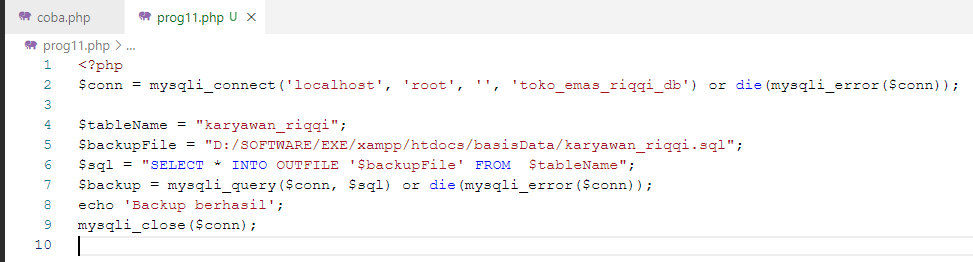 coba.php prog11.php U ×
prog11.php > ...
1 <?php
2 $conn = mysqli_connect('localhost', 'root', '', 'toko_emas_riqqi_db') or die(mysqli_error($conn));
3
4 $tableName = "karyawan_riqqi";
5 $backupFile = "D:/SOFTWARE/EXE/xampp/htdocs/basisData/karyawan_riqqi.sql";
6 $sql = "SELECT * INTO OUTFILE '$backupFile' FROM  $tableName";
7 $backup = mysqli_query($conn, $sql) or die(mysqli_error($conn));
8 echo 'Backup berhasil';
9 mysqli_close($conn);
10